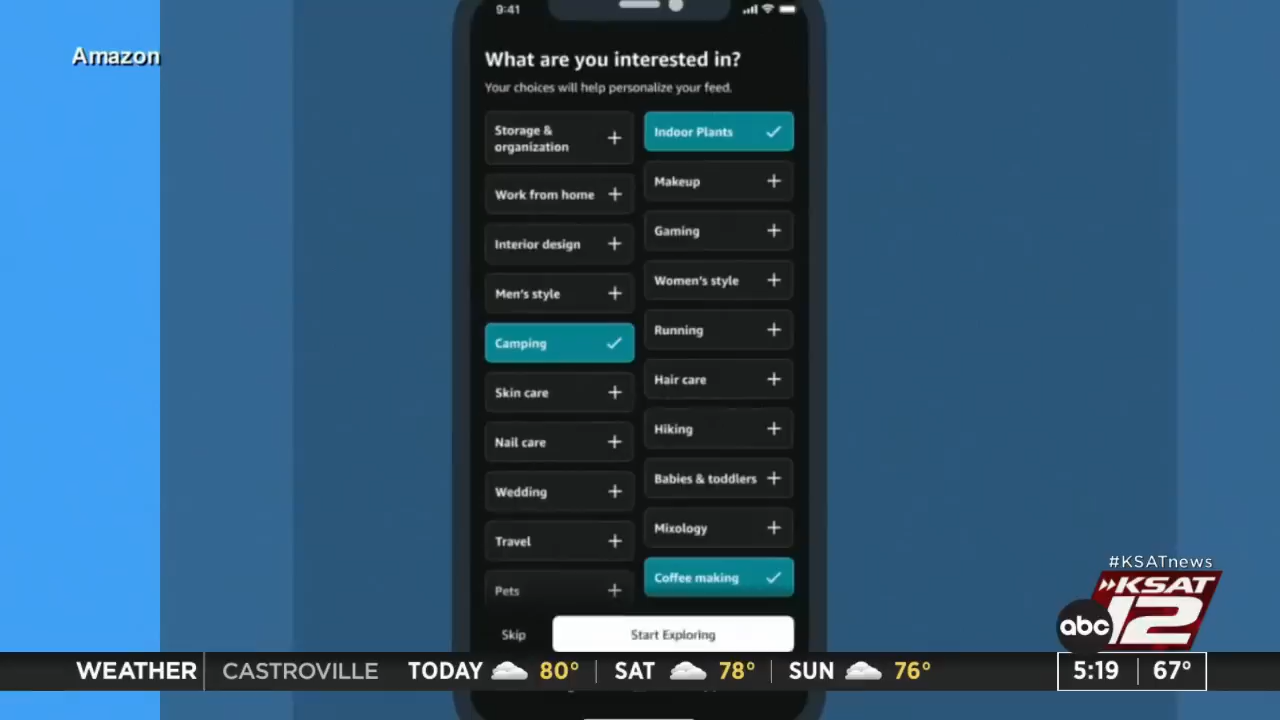 Amazon
9:41
What are you interested in?
Your choices will help personalize your feed.
Storage &
organization
Work from home
Interior design
Men's style
Camping
Skin care
Nail care
Wedding
Travel
Pets
Indoor Plants
Makeup
Gaming
Women's style
Running
Hair care
Hiking
Babies & toddlers
Mixology
Coffee making
Skip
Start Exploring
#KSATnews
KSAT
abc 12
WEATHER CASTROVILLE TODAY 80° SAT 78° SUN 76° 5:19 67°